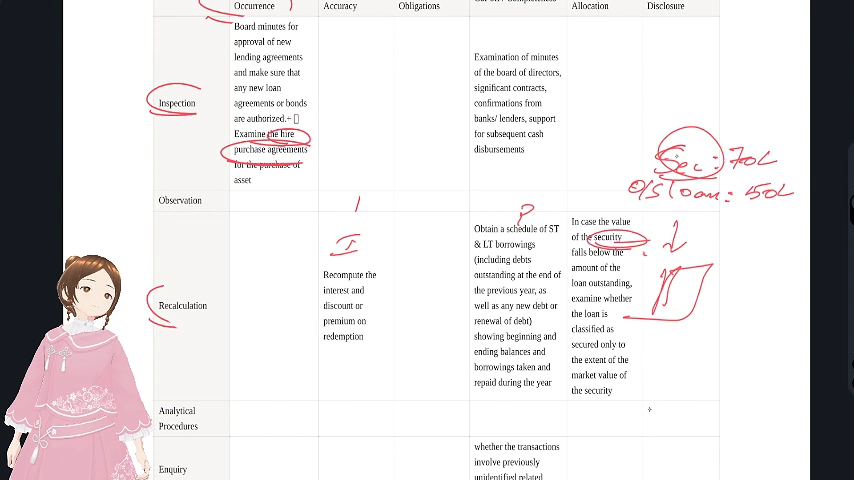 Occurrence
Accuracy
Obligations
Allocation
Disclosure
Inspection
Board minutes for
approval of new
lending agreements
and make sure that
any new loan
agreements or bonds
are authorized.+
Examine the hire
purchase agreements
for the purchase of
asset
Examination of minutes
of the board of directors,
significant contracts,
confirmations from
banks/ lenders, support
for subsequent cash
disbursements
Sec: 70L
O/S loan: 50L
Observation
Recalculation
I
Recompute the
interest and
discount or
premium on
redemption
P
Obtain a schedule of ST
& LT borrowings
(including debts
outstanding at the end of
the previous year, as
well as any new debt or
renewal of debt)
showing beginning and
ending balances and
borrowings taken and
repaid during the year
In case the value
of the security
falls below the
amount of the
loan outstanding,
examine whether
the loan is
classified as
secured only to
the extent of the
market value of
the security
Analytical
Procedures
Enquiry
whether the transactions
involve previously
unidentified related